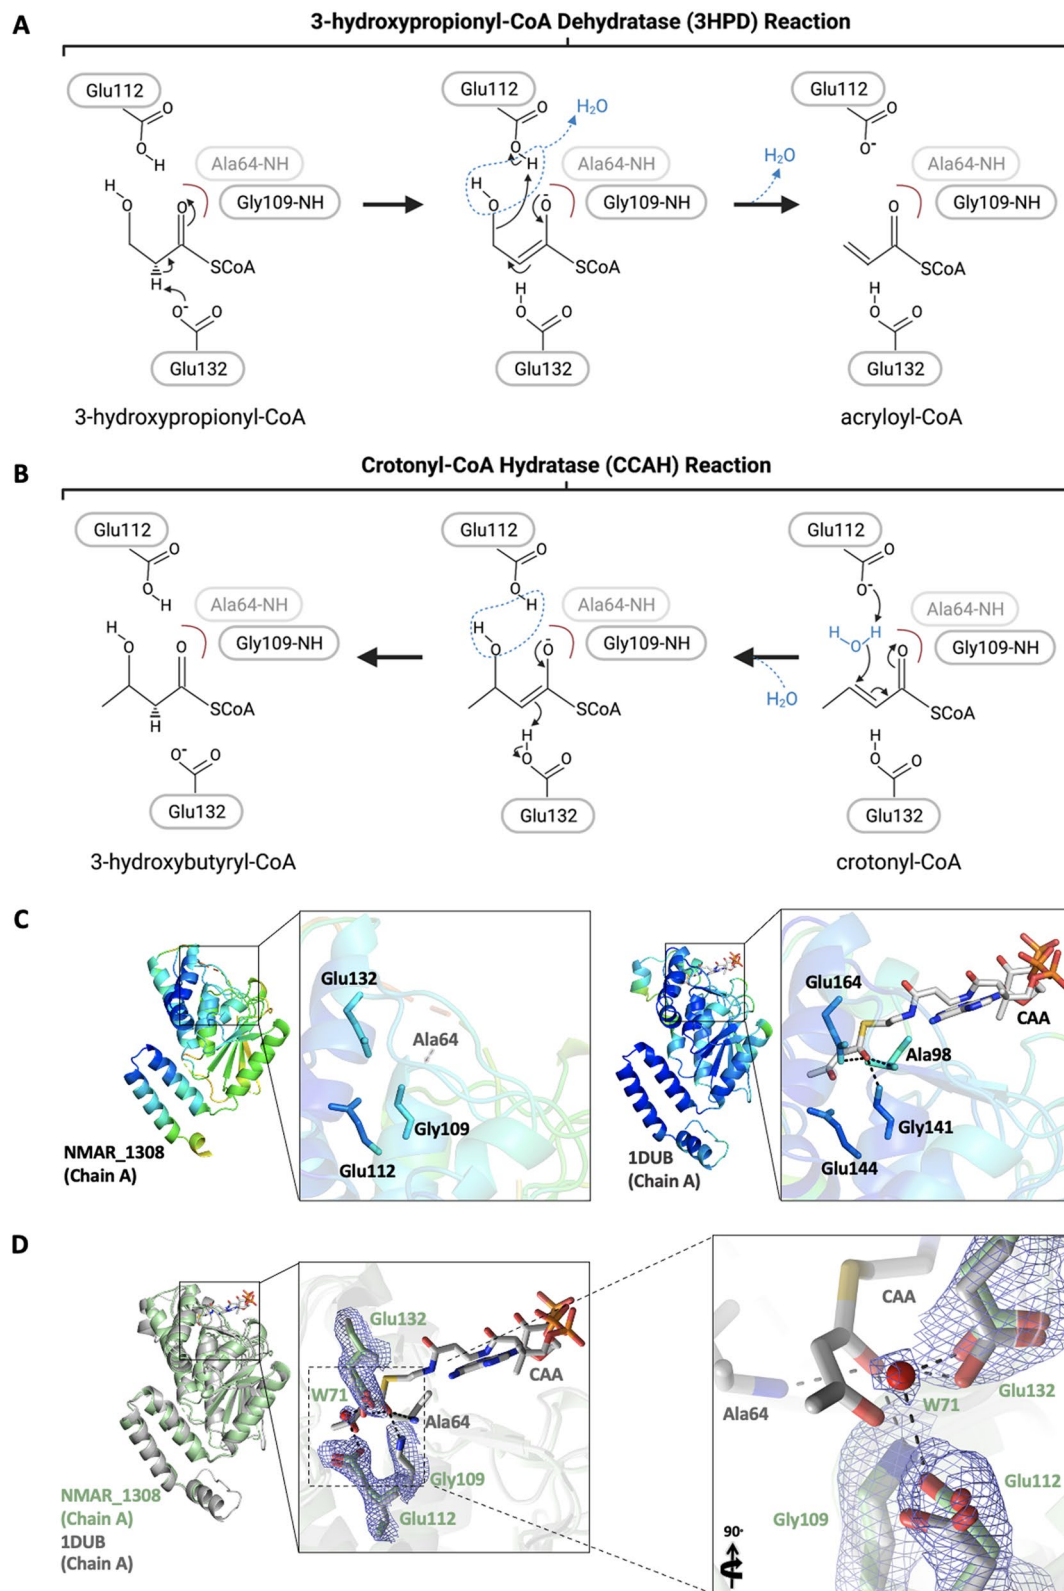 A
3-hydroxypropionyl-CoA Dehydratase (3HPD) Reaction
Glu112
O
O
H
Ala64-NH
Gly109-NH
H
O
O
SCoA
H
O-
O
Glu132
3-hydroxypropionyl-CoA
Glu112
O
O
H
H2O
Ala64-NH
Gly109-NH
H
O
O-
SCoA
H
O
O
Glu132
H2O
Glu112
O
O-
Ala64-NH
Gly109-NH
O
SCoA
H
O
O
Glu132
acryloyl-CoA
B
Crotonyl-CoA Hydratase (CCAH) Reaction
Glu112
O
O
H
Ala64-NH
Gly109-NH
H
O
O
SCoA
H
O-
O
Glu132
3-hydroxybutyryl-CoA
Glu112
O
O
H
Ala64-NH
Gly109-NH
H
O
O-
SCoA
H
O
O
Glu132
H2O
Glu112
O
O-
H
O
H
Ala64-NH
Gly109-NH
O
SCoA
H
O
O
Glu132
crotonyl-CoA
C
NMAR_1308
(Chain A)
Glu132
Ala64
Gly109
Glu112
1DUB
(Chain A)
Glu164
CAA
Ala98
Gly141
Glu144
D
NMAR_1308
(Chain A)
1DUB
(Chain A)
Glu132
W71
CAA
Ala64
Gly109
Glu112
CAA
Glu132
W71
Ala64
Glu112
Gly109
90°